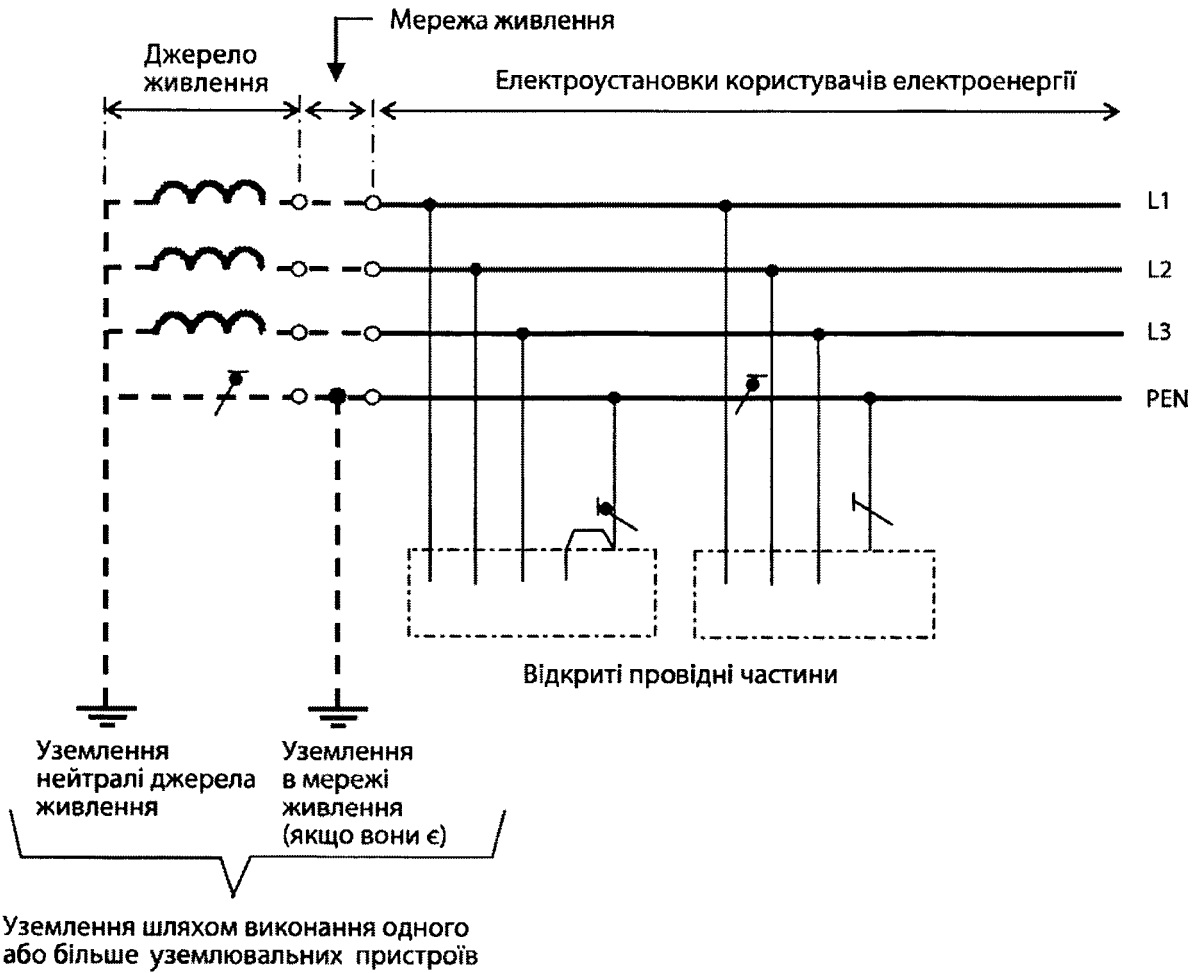 Мережа живлення
Джерело
живлення
Електроустановки користувачів електроенергії
L1
L2
L3
PEN
Відкриті провідні частини
Уземлення
нейтралі джерела
живлення
Уземлення
в мережі
живлення
(якщо вони є)
Уземлення шляхом виконання одного
або більше уземлювальних пристроїв